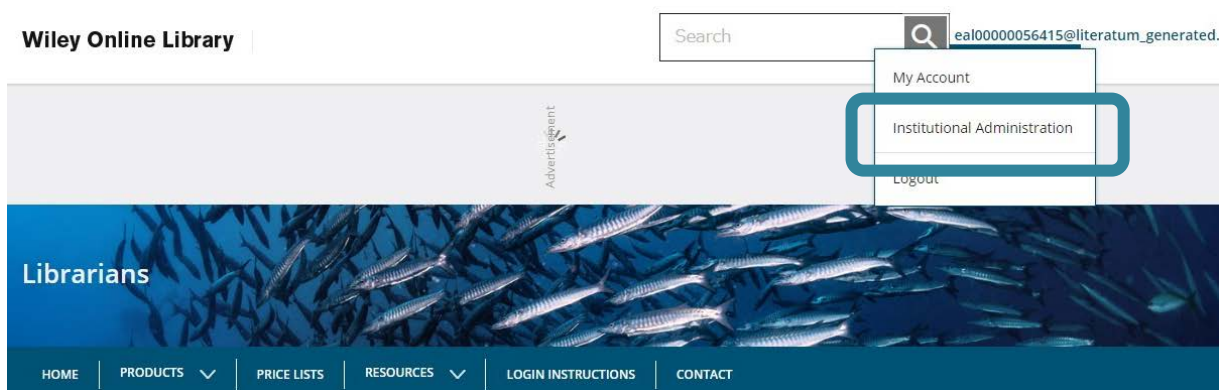 Wiley Online Library
Search
eal00000056415@literatum_generated.
My Account
Institutional Administration
Logout
Advertisement
Librarians
HOME PRODUCTS PRICE LISTS RESOURCES LOGIN INSTRUCTIONS CONTACT